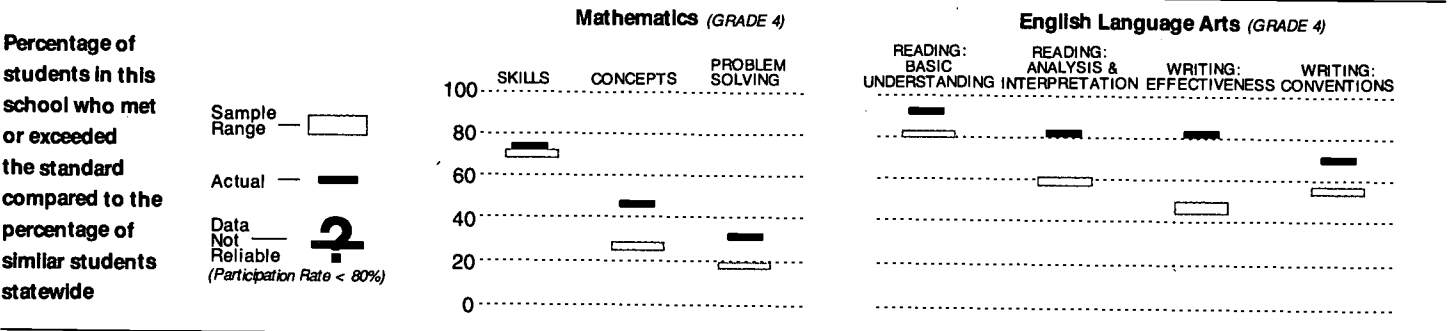 Percentage of
students in this
school who met
or exceeded
the standard
compared to the
percentage of
similar students
statewide
Sample
Range
Actual
Data
Not
Reliable
?
(Participation Rate < 80%)
Mathematics (GRADE 4)
SKILLS
CONCEPTS
PROBLEM
SOLVING
100
80
60
40
20
0
English Language Arts (GRADE 4)
READING:
BASIC
UNDERSTANDING
READING:
ANALYSIS &
INTERPRETATION
WRITING:
EFFECTIVENESS
WRITING:
CONVENTIONS